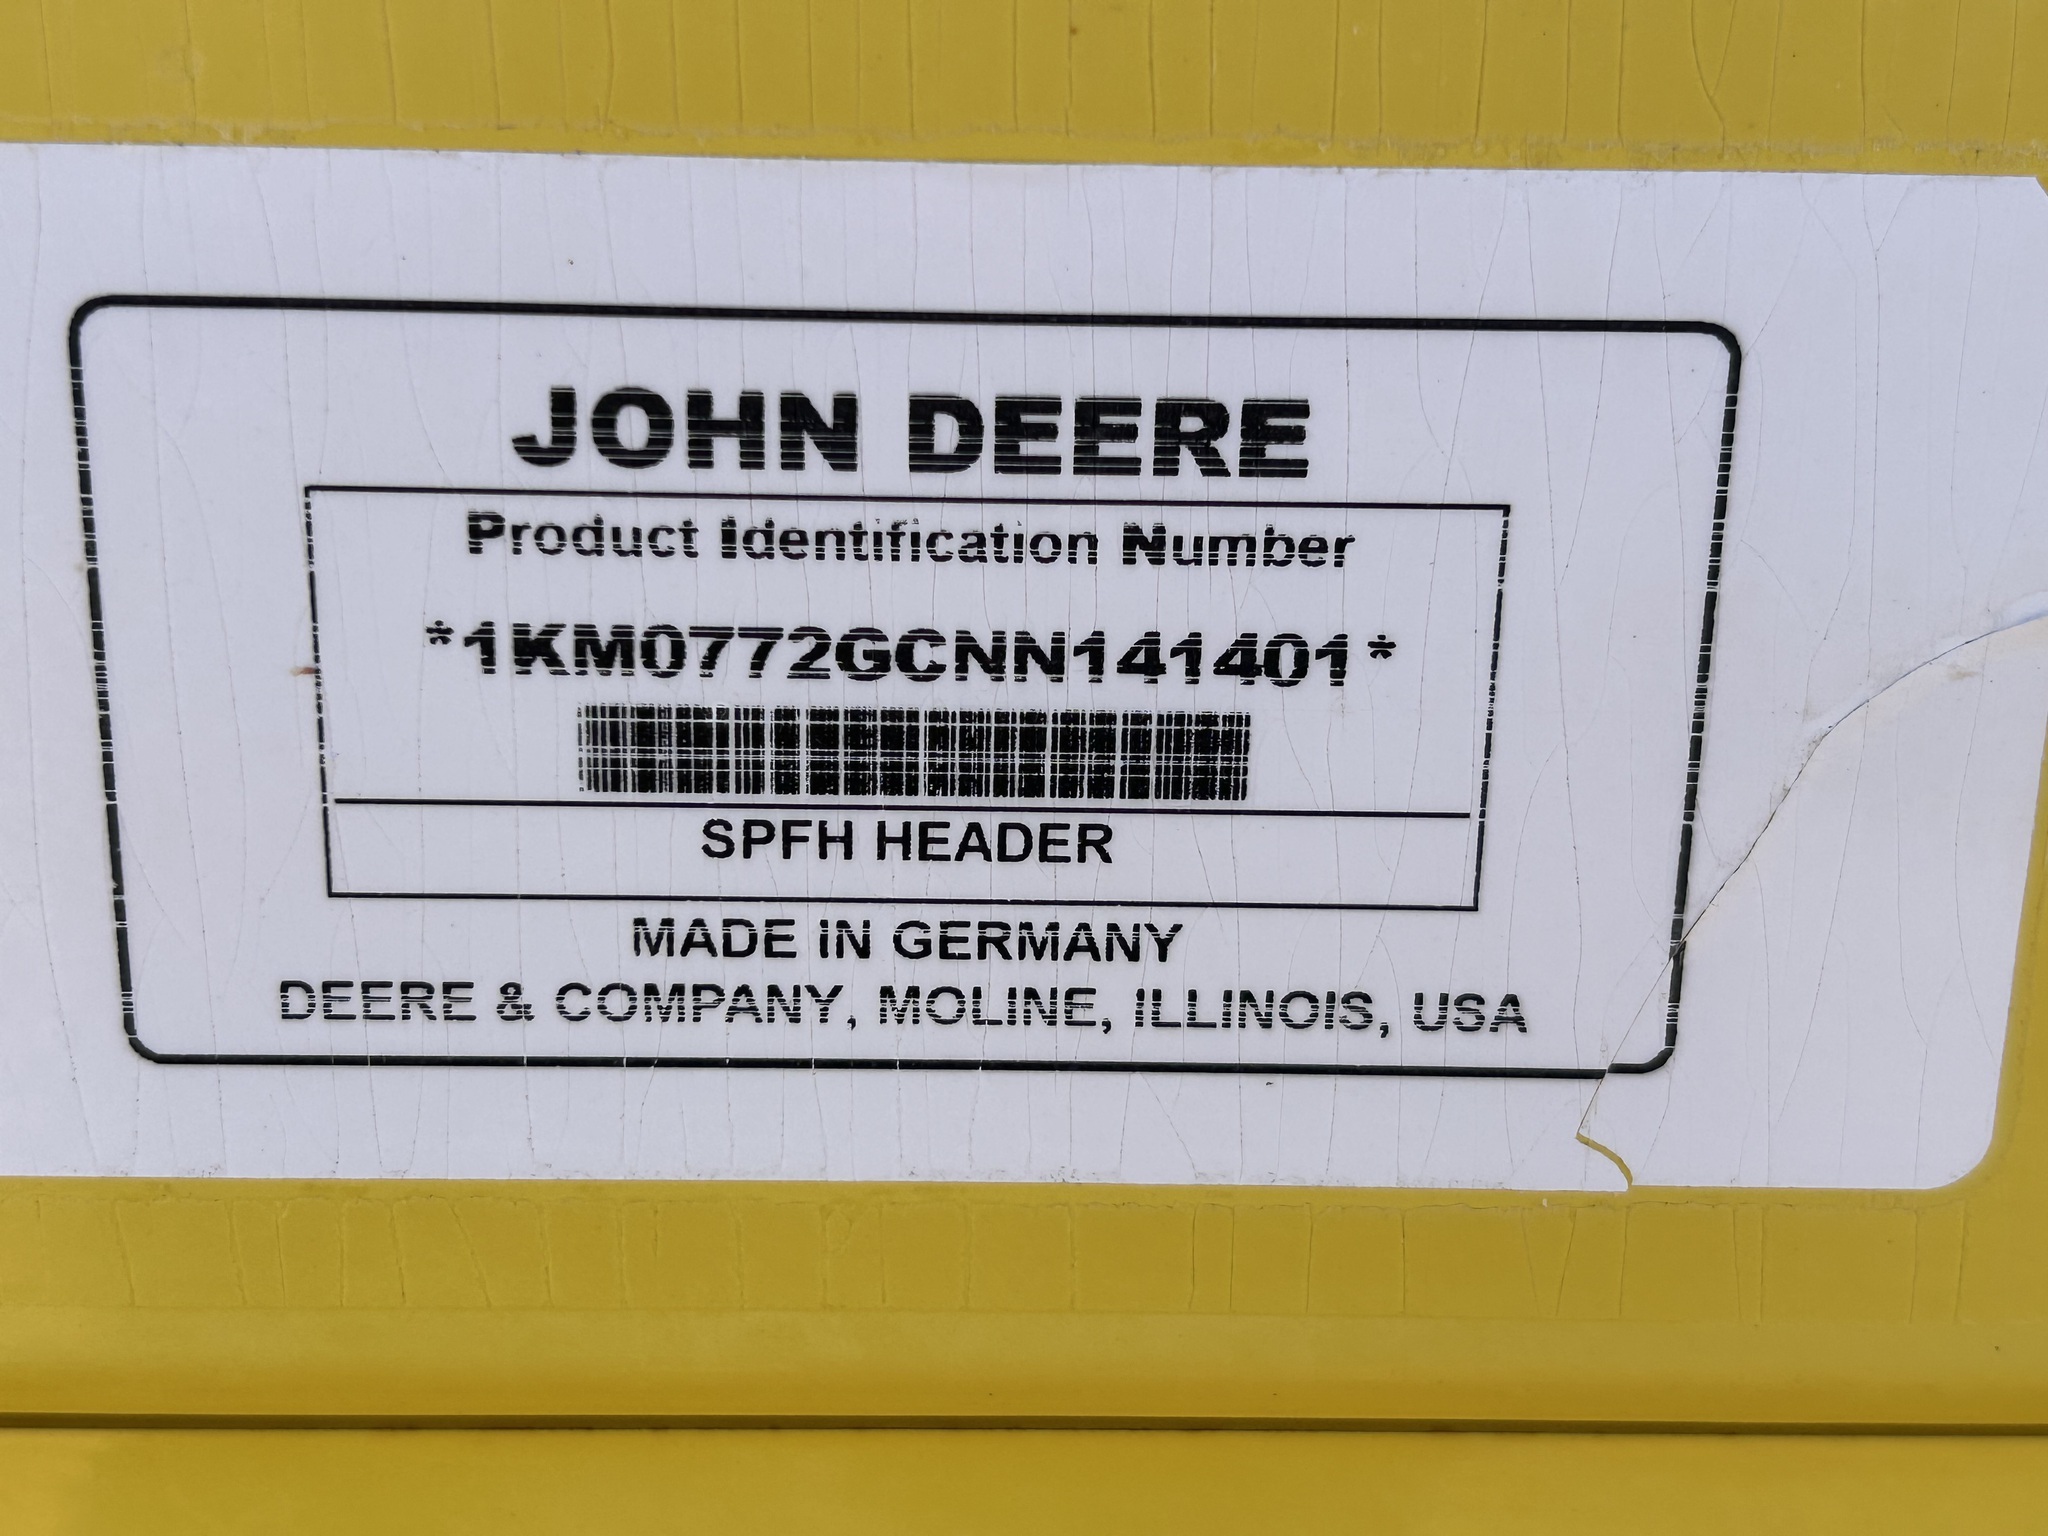 JOHN DEERE
Product Identification Number
*1KM0772GCNN141401*
SPFH HEADER
MADE IN GERMANY
DEERE & COMPANY, MOLINE, ILLINOIS, USA